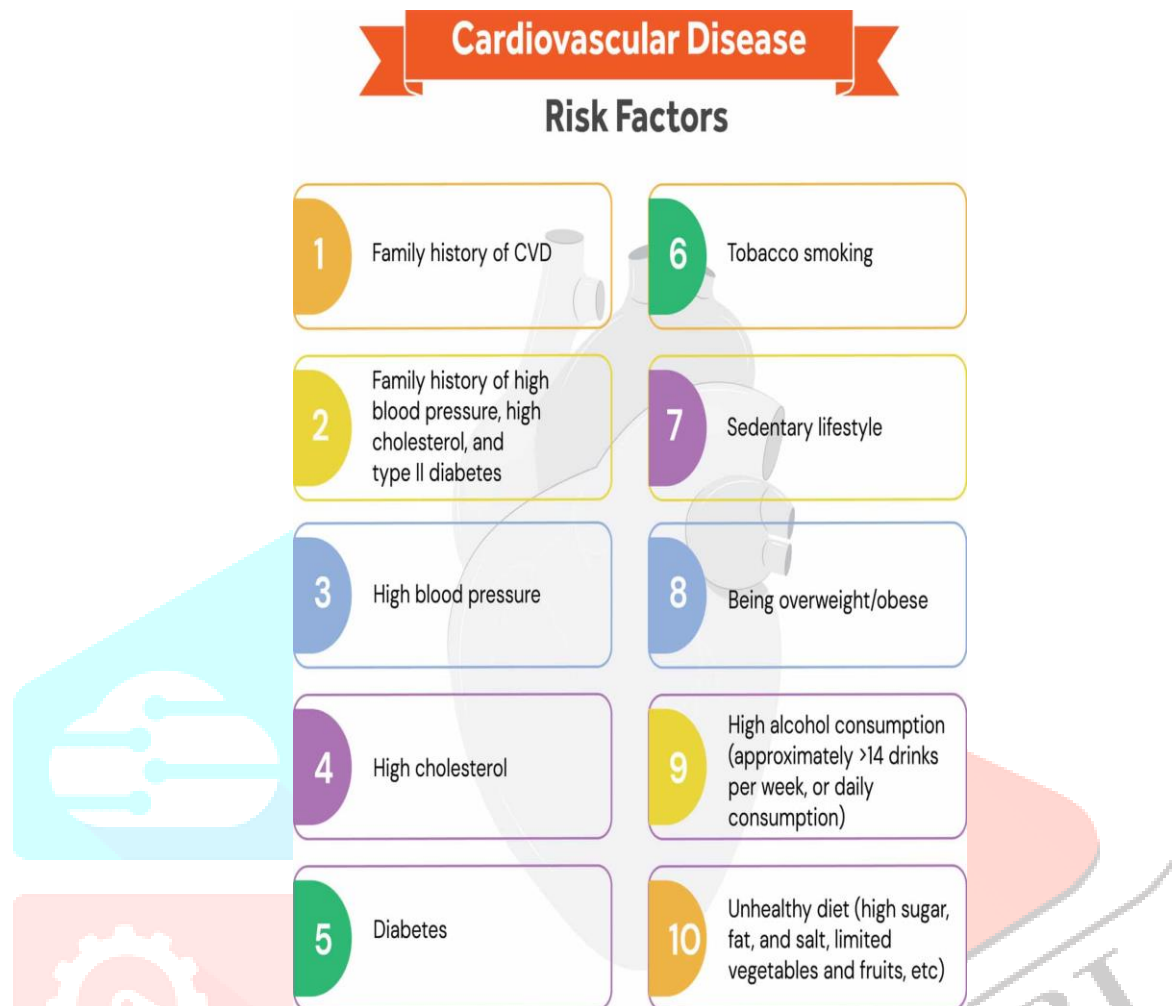 Cardiovascular Disease
Risk Factors
1
Family history of CVD
2
Family history of high
blood pressure, high
cholesterol, and
type II diabetes
3
High blood pressure
4
High cholesterol
5
Diabetes
6
Tobacco smoking
7
Sedentary lifestyle
8
Being overweight/obese
9
High alcohol consumption
(approximately >14 drinks
per week, or daily
consumption)
10
Unhealthy diet (high sugar,
fat, and salt, limited
vegetables and fruits, etc)